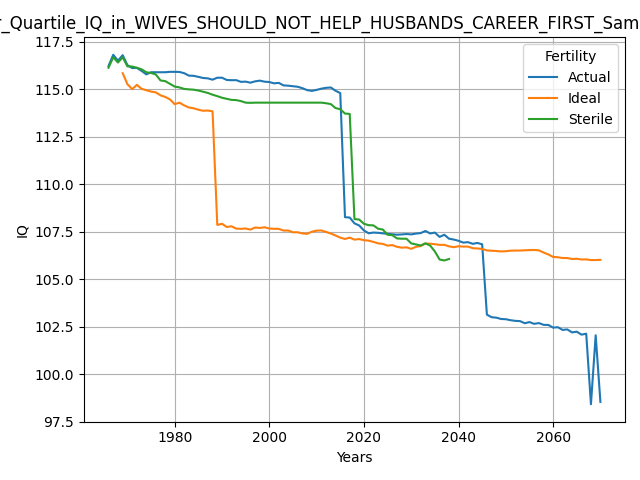 r_Quartile_IQ_in_WIVES_SHOULD_NOT_HELP_HUSBANDS_CAREER_FIRST_Sam
117.5
115.0
112.5
110.0
107.5
105.0
102.5
100.0
97.5
IQ
Fertility
Actual
Ideal
Sterile
1980
2000
2020
2040
2060
Years